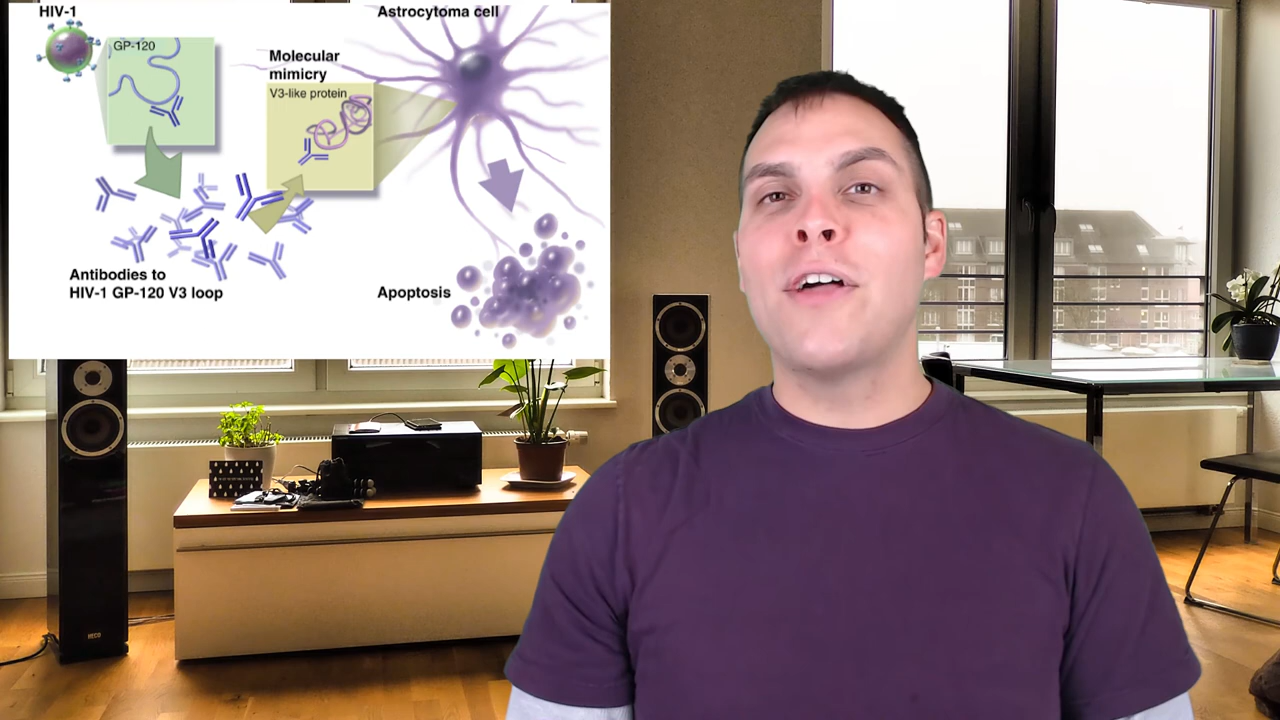 HIV-1
GP-120
Astrocytoma cell
Molecular
mimicry
V3-like protein
Antibodies to
HIV-1 GP-120 V3 loop
Apoptosis
HECO